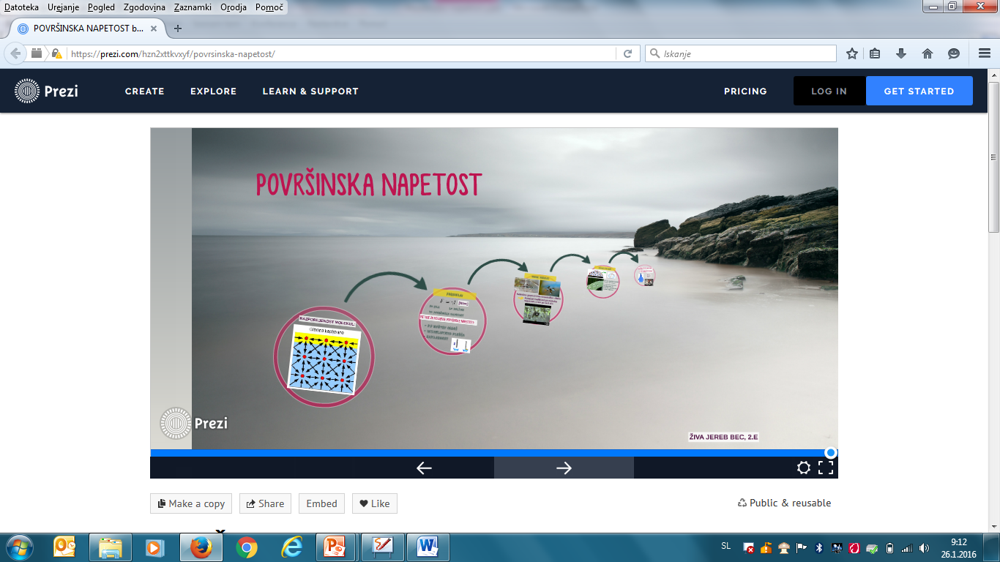 Datoteka Urejanje Pogled Zgodovina Zaznamki Orodja Pomoč
POVRŠINSKA NAPETOST b...
https://prezi.com/hzn2xttkvxyf/povrsinska-napetost/
Iskanje
Prezi
CREATE
EXPLORE
LEARN & SUPPORT
PRICING
LOG IN
GET STARTED
POVRŠINSKA NAPETOST
RAZPOREJENOST MOLEKUL:
Prezi
ŽIVA JEREB BEC, 2.E
Make a copy
Share
Embed
Like
Public & reusable
SL
9:12
26.1.2016